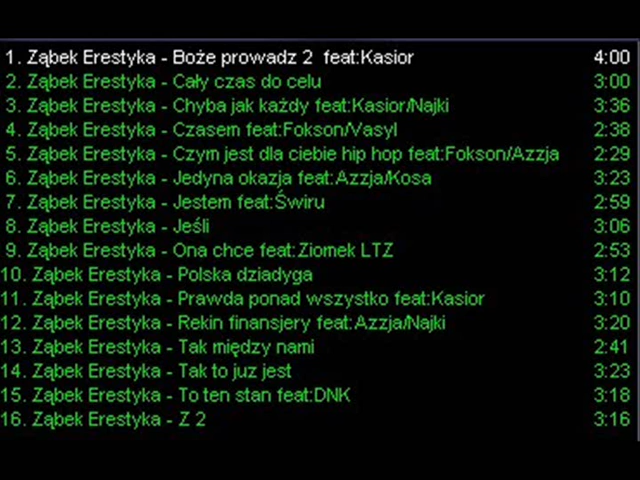 1. Ząbek Erestyka - Boże prowadz 2 feat:Kasior 4:00
2. Ząbek Erestyka - Cały czas do celu 3:00
3. Ząbek Erestyka - Chyba jak każdy feat:Kasior/Najki 3:36
4. Ząbek Erestyka - Czasem feat:Fokson/Vasyl 2:38
5. Ząbek Erestyka - Czym jest dla ciebie hip hop feat:Fokson/Azzja 2:29
6. Ząbek Erestyka - Jedyna okazja feat:Azzja/Kosa 3:23
7. Ząbek Erestyka - Jestem feat:Świru 2:59
8. Ząbek Erestyka - Jeśli 3:06
9. Ząbek Erestyka - Ona chce feat:Ziomek LTZ 2:53
10. Ząbek Erestyka - Polska dziadyga 3:12
11. Ząbek Erestyka - Prawda ponad wszystko feat:Kasior 3:10
12. Ząbek Erestyka - Rekin finansjery feat:Azzja/Najki 3:20
13. Ząbek Erestyka - Tak między nami 2:41
14. Ząbek Erestyka - Tak to juz jest 3:23
15. Ząbek Erestyka - To ten stan feat:DNK 3:18
16. Ząbek Erestyka - Z 2 3:16